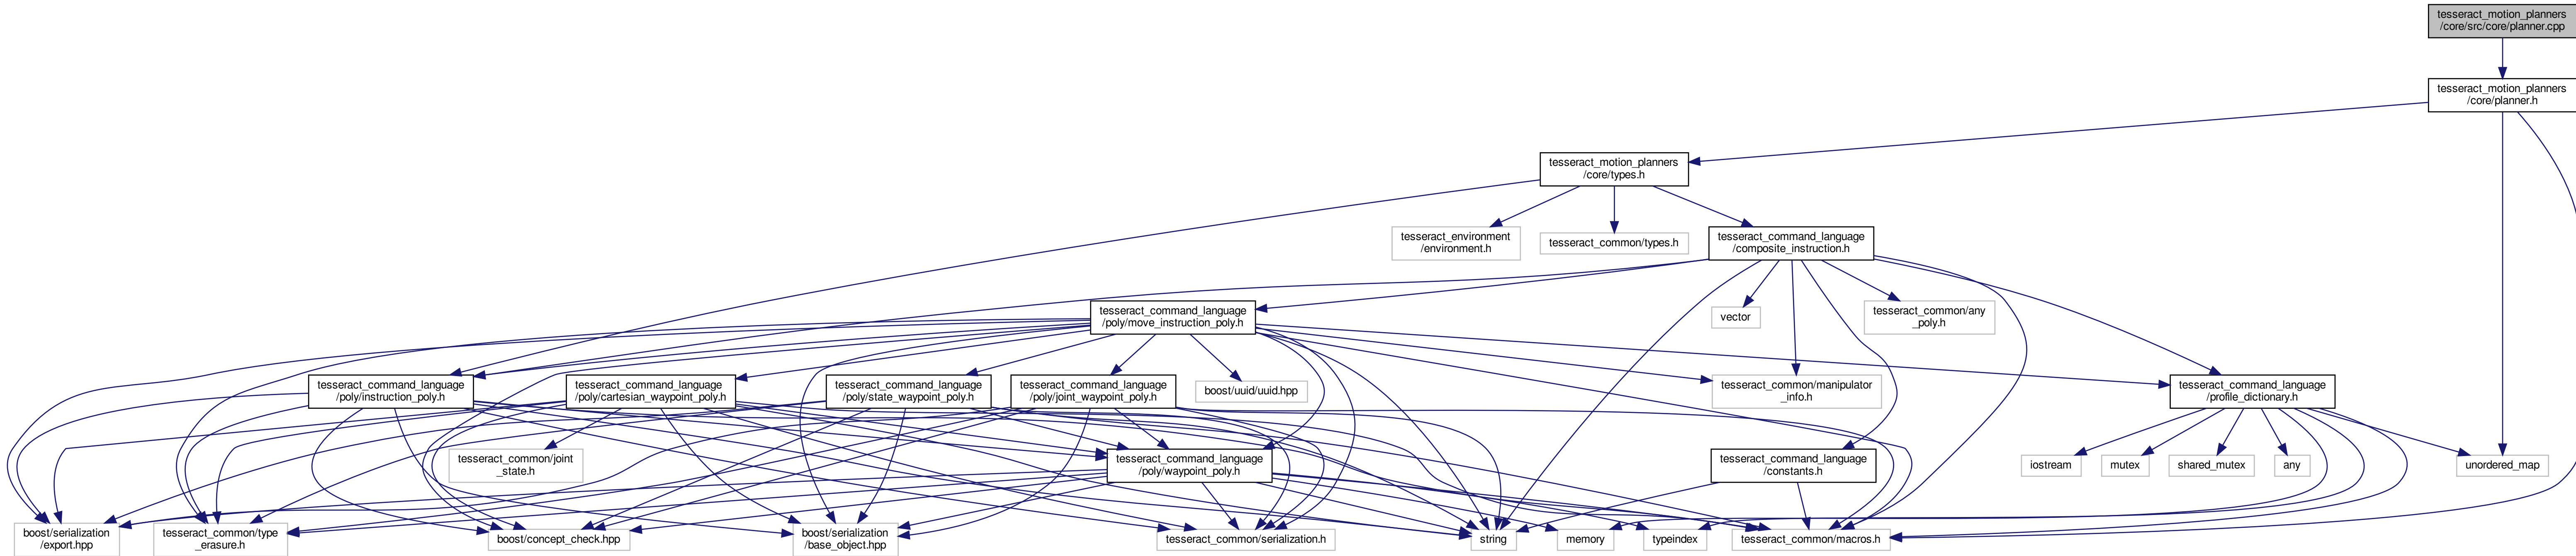 tesseract_motion_planners
/core/src/core/planner.cpp
tesseract_motion_planners
/core/planner.h
tesseract_motion_planners
/core/types.h
tesseract_environment
/environment.h
tesseract_common/types.h
tesseract_command_language
/composite_instruction.h
tesseract_command_language
/poly/move_instruction_poly.h
vector
tesseract_common/any
_poly.h
tesseract_command_language
/poly/instruction_poly.h
tesseract_command_language
/poly/cartesian_waypoint_poly.h
tesseract_command_language
/poly/state_waypoint_poly.h
tesseract_command_language
/poly/joint_waypoint_poly.h
boost/uuid/uuid.hpp
tesseract_common/manipulator
_info.h
tesseract_command_language
/profile_dictionary.h
tesseract_common/joint
_state.h
tesseract_command_language
/poly/waypoint_poly.h
tesseract_command_language
/constants.h
iostream
mutex
shared_mutex
any
unordered_map
boost/serialization
/export.hpp
tesseract_common/type
_erasure.h
boost/concept_check.hpp
boost/serialization
/base_object.hpp
tesseract_common/serialization.h
string
memory
typeindex
tesseract_common/macros.h